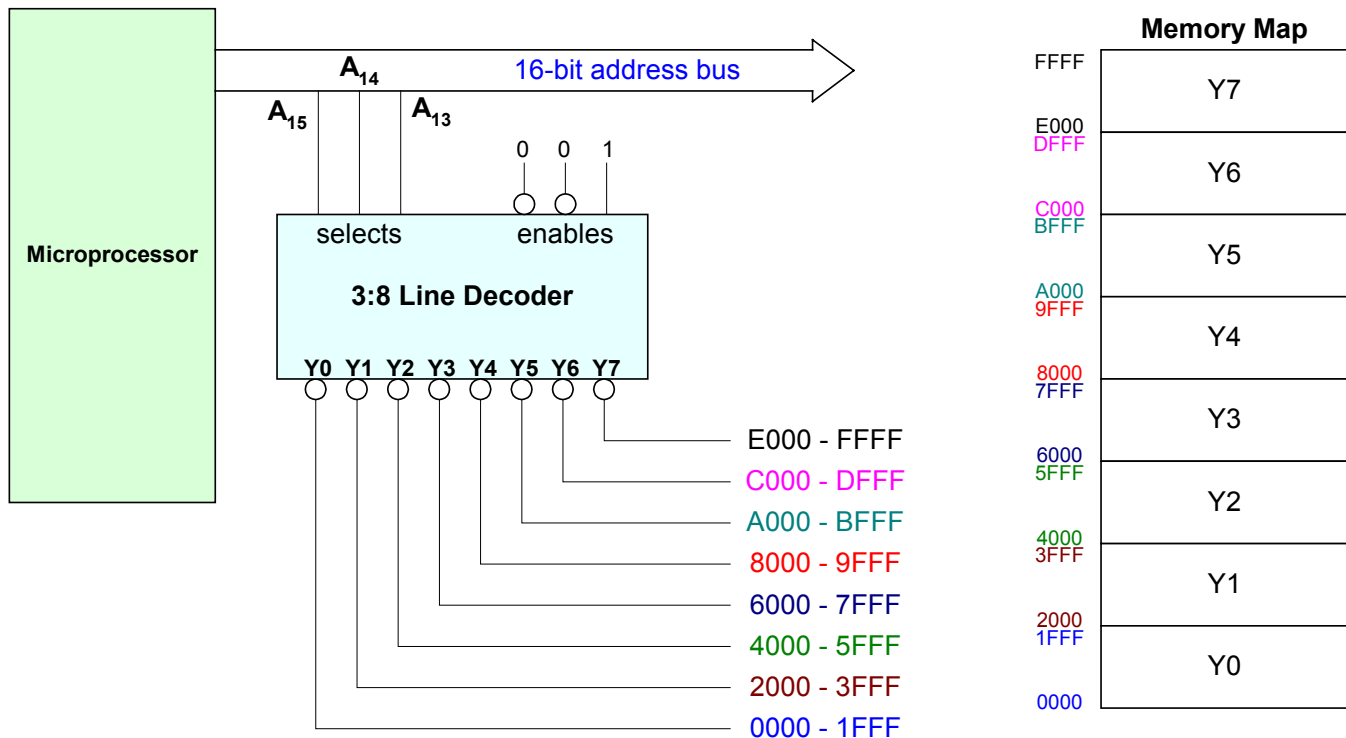 Memory Map
A14
16-bit address bus
A15
A13
0 0 1
selects
enables
Microprocessor
3:8 Line Decoder
Y0 Y1 Y2 Y3 Y4 Y5 Y6 Y7
E000 - FFFF
C000 - DFFF
A000 - BFFF
8000 - 9FFF
6000 - 7FFF
4000 - 5FFF
2000 - 3FFF
0000 - 1FFF
FFFF
Y7
E000
DFFF
Y6
C000
BFFF
Y5
A000
9FFF
Y4
8000
7FFF
Y3
6000
5FFF
Y2
4000
3FFF
Y1
2000
1FFF
Y0
0000